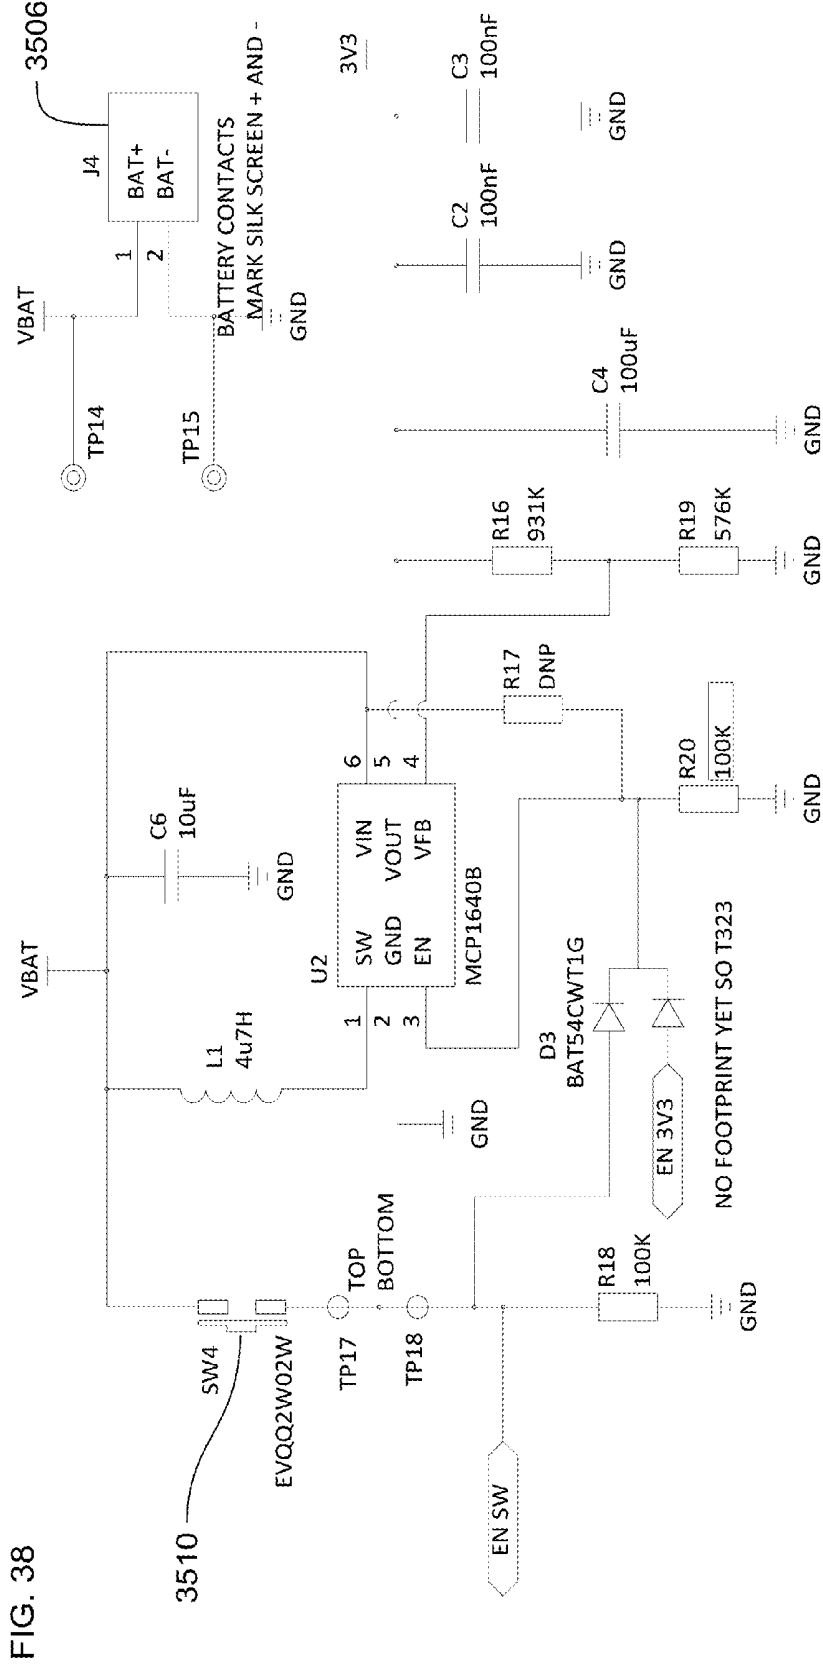 FIG. 38
3510
SW4
EVQQ2W02W
TP17
TOP
BOTTOM
TP18
EN SW
R18
100K
GND
VBAT
L1
4u7H
C6
10uF
GND
GND
U2
1
2
3
SW
GND
EN
VIN
VOUT
VFB
6
5
4
MCP1640B
D3
BAT54CWT1G
EN 3V3
NO FOOTPRINT YET SO T323
R17
DNP
R20
100K
GND
R16
931K
R19
576K
GND
C4
100uF
GND
C2
100nF
GND
C3
100nF
GND
3V3
TP14
TP15
VBAT
1
2
J4
BAT+
BAT-
3506
BATTERY CONTACTS
MARK SILK SCREEN + AND -
GND